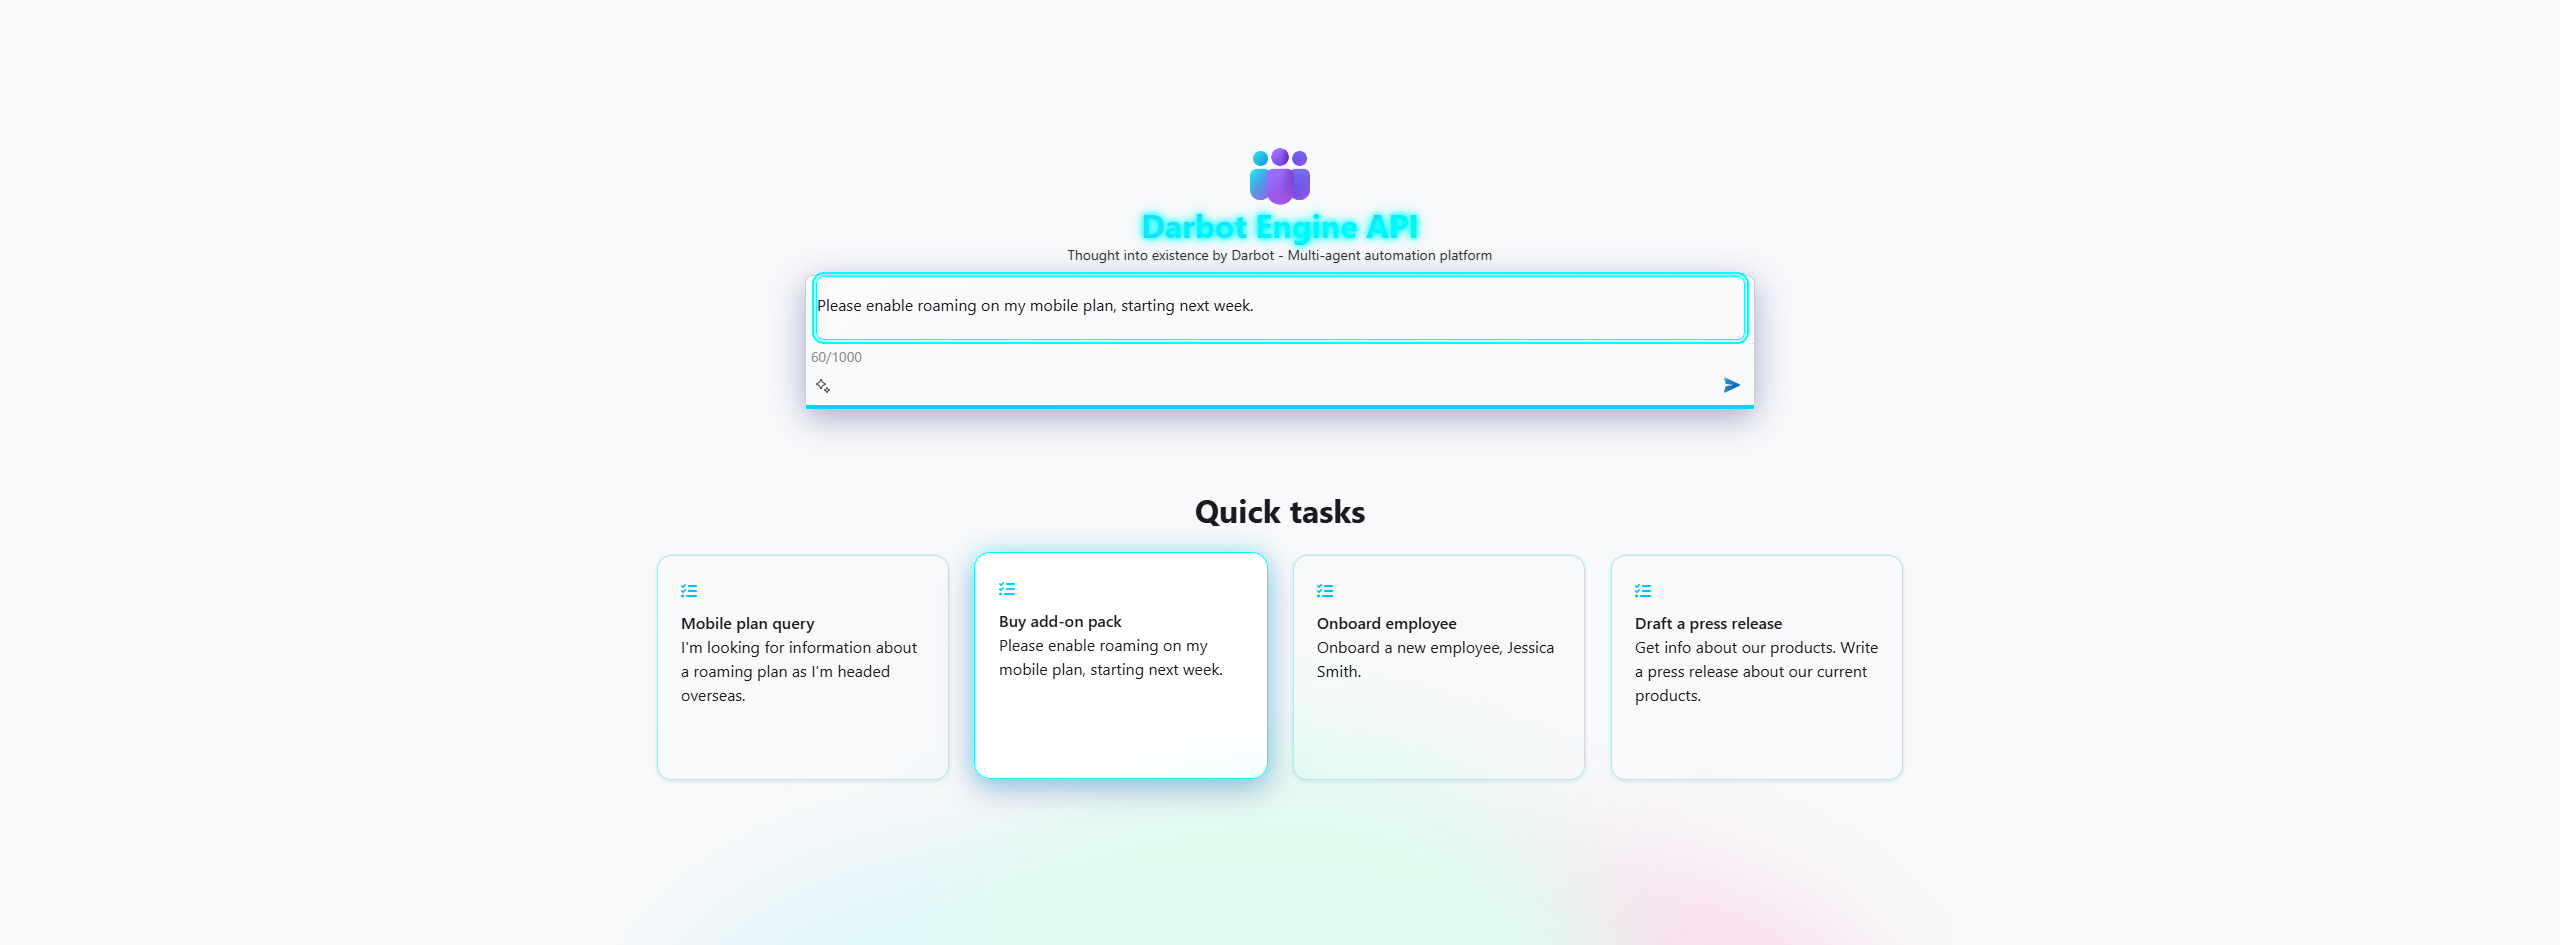 Darbot Engine API
Thought into existence by Darbot - Multi-agent automation platform
Please enable roaming on my mobile plan, starting next week.
60/1000
Quick tasks
Mobile plan query
I'm looking for information about
a roaming plan as I'm headed
overseas.
Buy add-on pack
Please enable roaming on my
mobile plan, starting next week.
Onboard employee
Onboard a new employee, Jessica
Smith.
Draft a press release
Get info about our products. Write
a press release about our current
products.